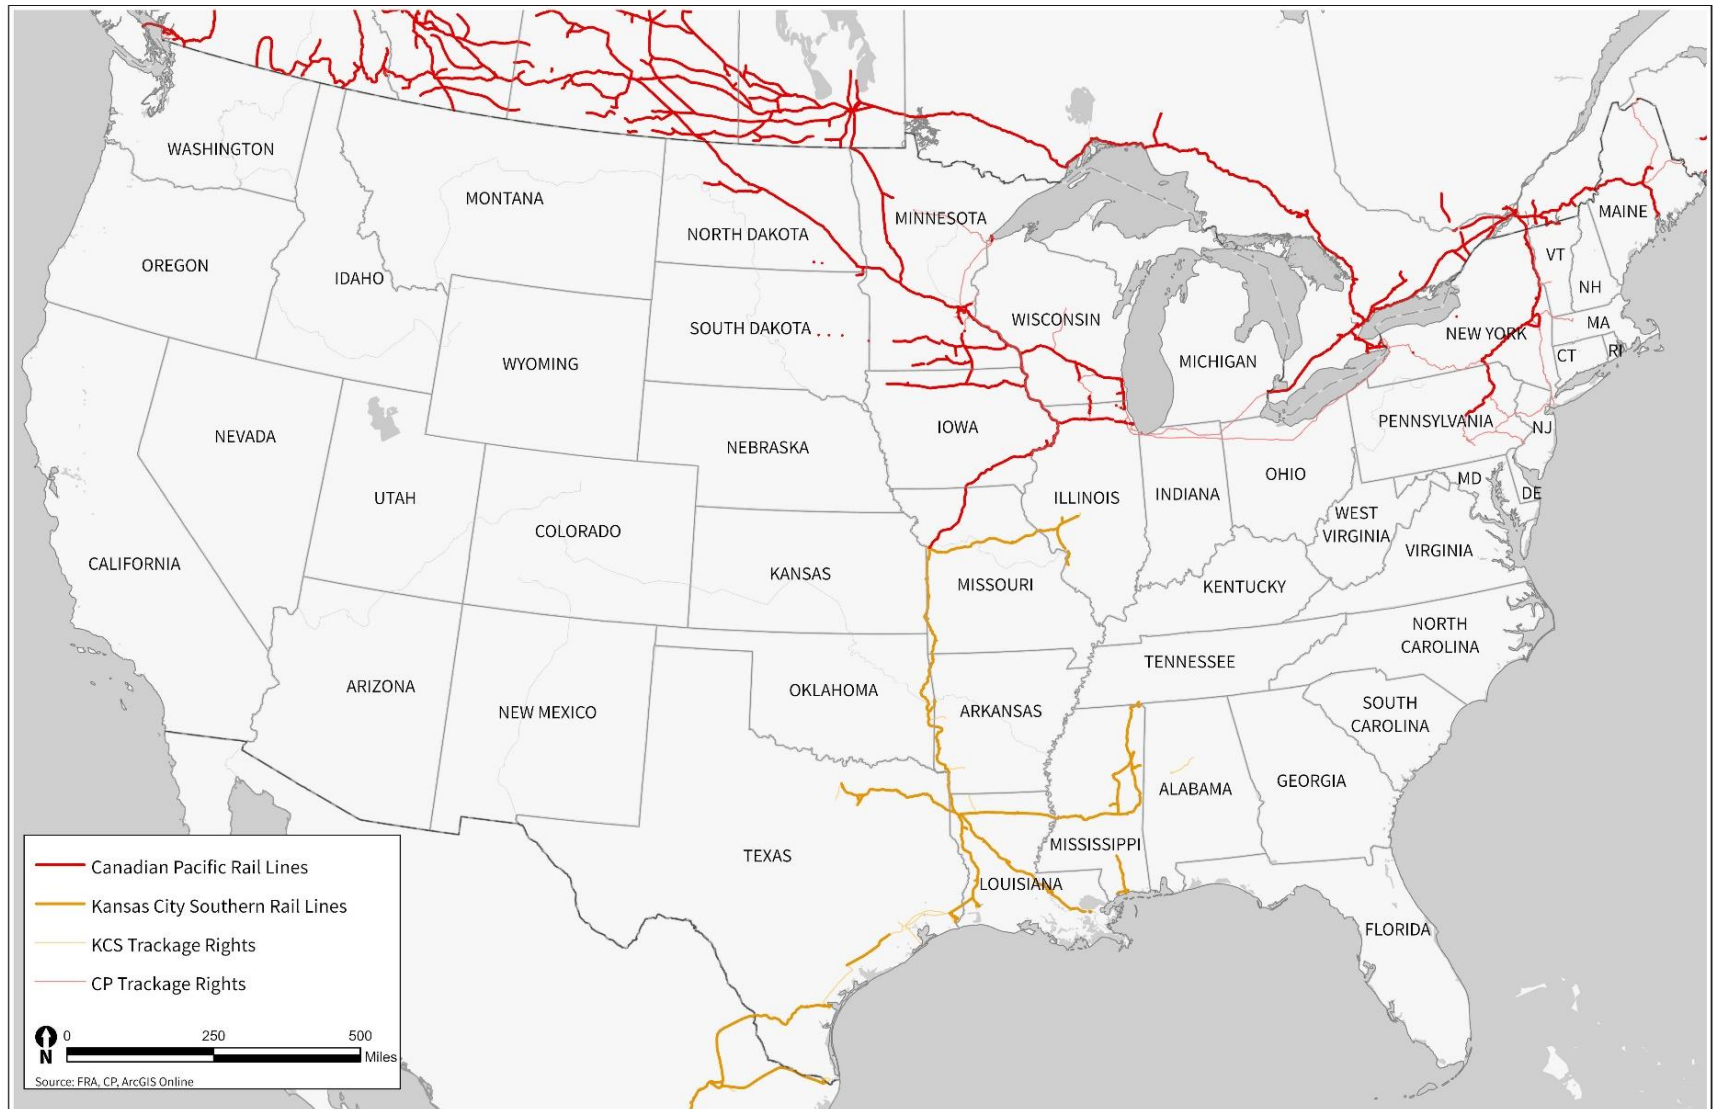 WASHINGTON
MONTANA
MINNESOTA
MAINE
NORTH DAKOTA
OREGON
IDAHO
VT
NH
SOUTH DAKOTA
WISCONSIN
NEW YORK
MA
WYOMING
MICHIGAN
CT
RI
NEVADA
IOWA
PENNSYLVANIA
NJ
NEBRASKA
OHIO
MD
UTAH
ILLINOIS
INDIANA
DE
COLORADO
WEST
VIRGINIA
VIRGINIA
CALIFORNIA
KANSAS
MISSOURI
KENTUCKY
NORTH
CAROLINA
TENNESSEE
ARIZONA
OKLAHOMA
NEW MEXICO
ARKANSAS
SOUTH
CAROLINA
ALABAMA
GEORGIA
TEXAS
MISSISSIPPI
LOUISIANA
FLORIDA
Canadian Pacific Rail Lines
Kansas City Southern Rail Lines
KCS Trackage Rights
CP Trackage Rights
0 250 500
N Miles
Source: FRA, CP, ArcGIS Online